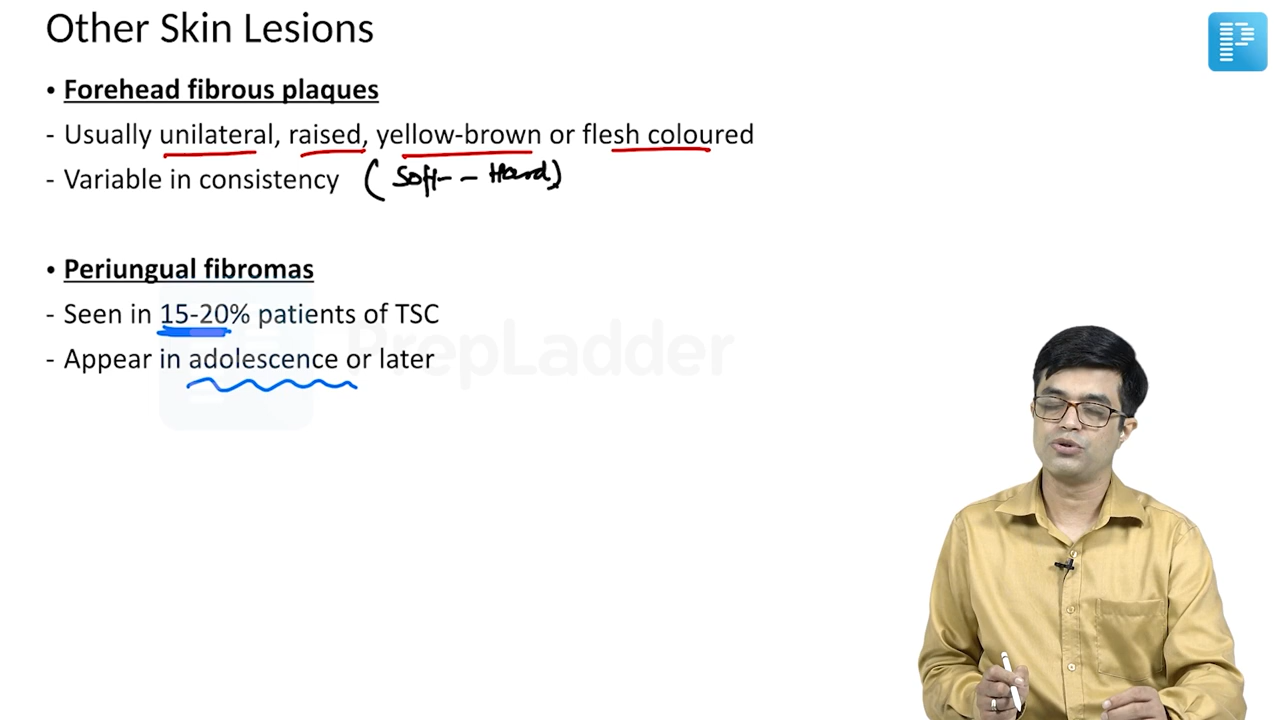 Other Skin Lesions
• Forehead fibrous plaques
- Usually unilateral, raised, yellow-brown or flesh coloured
- Variable in consistency (Soft - Hard)
• Periungual fibromas
- Seen in 15-20% patients of TSC
PrepLadder
- Appear in adolescence or later